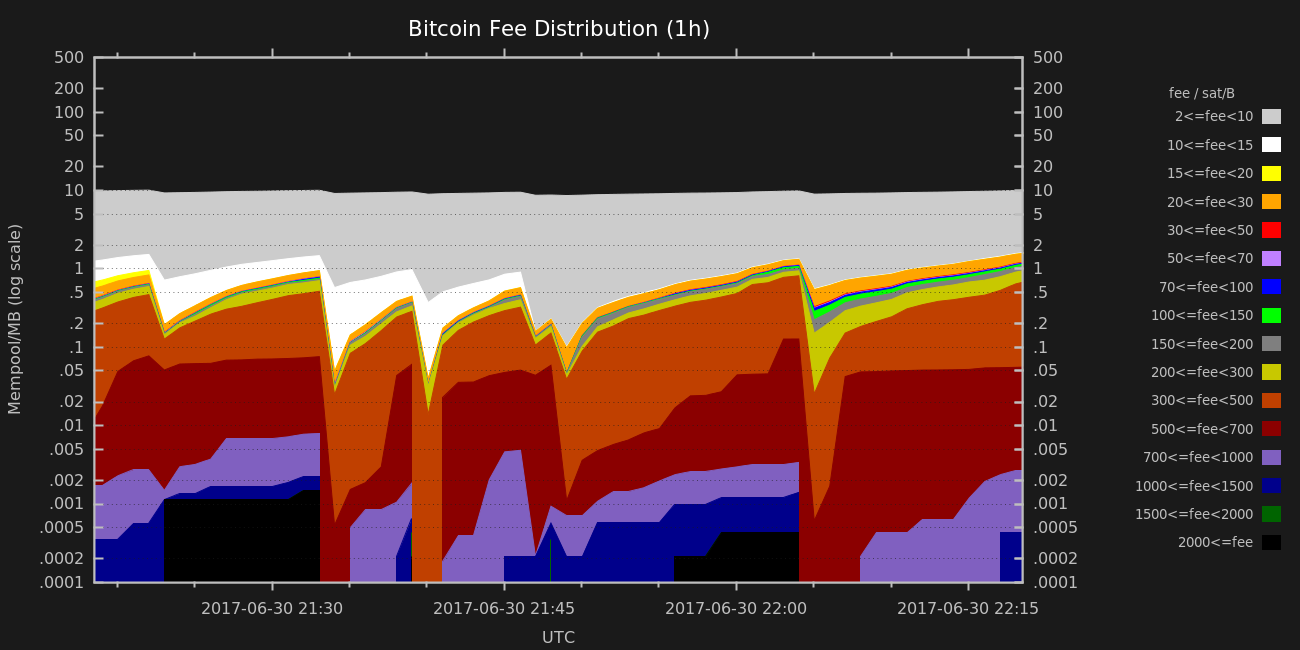 Bitcoin Fee Distribution (1h)
Mempool/MB (log scale)
500
200
100
50
20
10
5
2
1
.5
.2
.1
.05
.02
.01
.005
.002
.001
.0005
.0002
.0001
500
200
100
50
20
10
5
2
1
.5
.2
.1
.05
.02
.01
.005
.002
.001
.0005
.0002
.0001
2017-06-30 21:30
2017-06-30 21:45
2017-06-30 22:00
2017-06-30 22:15
UTC
fee / sat/B
2<=fee<10
10<=fee<15
15<=fee<20
20<=fee<30
30<=fee<50
50<=fee<70
70<=fee<100
100<=fee<150
150<=fee<200
200<=fee<300
300<=fee<500
500<=fee<700
700<=fee<1000
1000<=fee<1500
1500<=fee<2000
2000<=fee